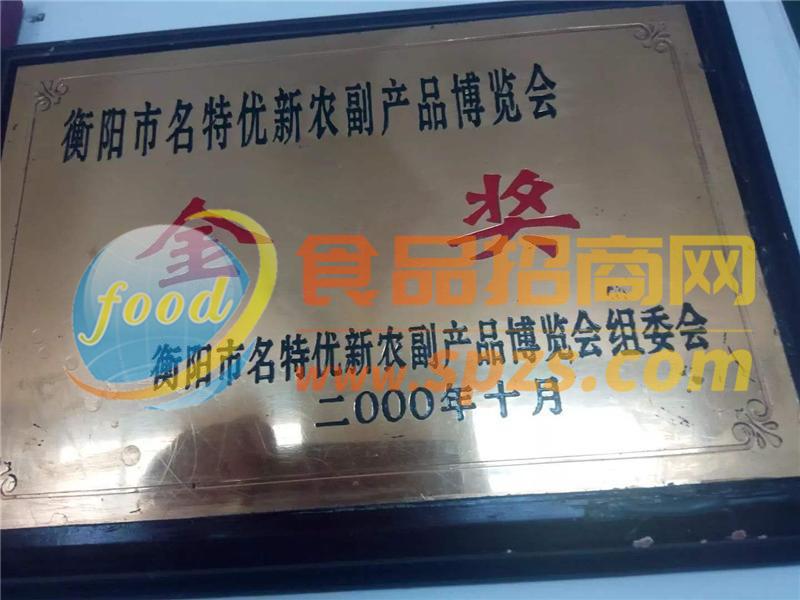 衡阳市名特优新农副产品博览会
金奖
food
食品招商网
衡阳市名特优新农副产品博览会组委会
www.spzs.com
二000年十月